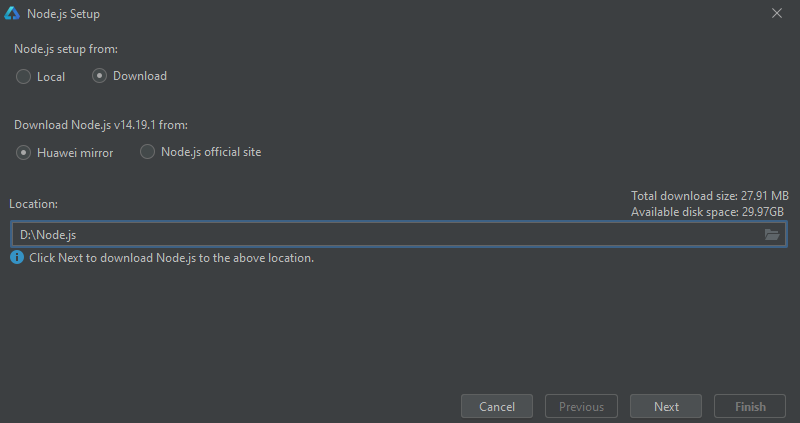 Node.js Setup
Node.js setup from:
Local
Download
Download Node.js v14.19.1 from:
Huawei mirror
Node.js official site
Total download size: 27.91 MB
Location:
Available disk space: 29.97GB
D:\Node.js
Click Next to download Node.js to the above location.
Cancel
Previous
Next
Finish